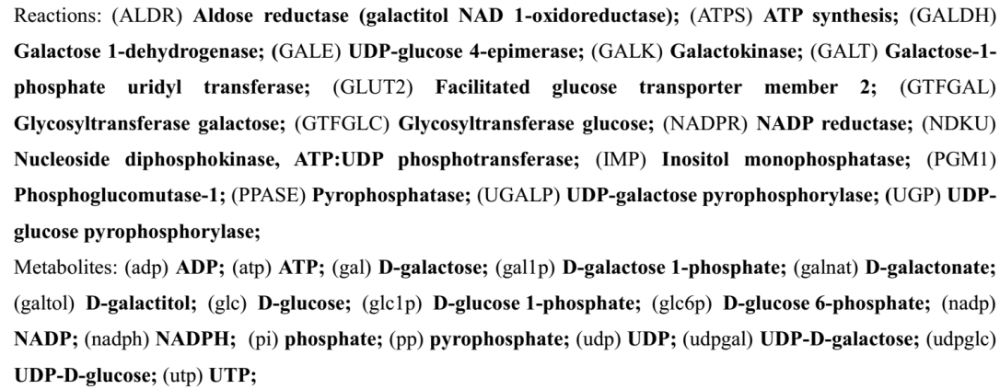 Reactions: (ALDR) Aldose reductase (galactitol NAD 1-oxidoreductase); (ATPS) ATP synthesis; (GALDH)
Galactose 1-dehydrogenase; (GALE) UDP-glucose 4-epimerase; (GALK) Galactokinase; (GALT) Galactose-1-
phosphate uridyl transferase; (GLUT2) Facilitated glucose transporter member 2; (GTFGAL)
Glycosyltransferase galactose; (GTFGLC) Glycosyltransferase glucose; (NADPR) NADP reductase; (NDKU)
Nucleoside diphosphokinase, ATP:UDP phosphotransferase; (IMP) Inositol monophosphatase; (PGM1)
Phosphoglucomutase-1; (PPASE) Pyrophosphatase; (UGALP) UDP-galactose pyrophosphorylase; (UGP) UDP-
glucose pyrophosphorylase;
Metabolites: (adp) ADP; (atp) ATP; (gal) D-galactose; (gal1p) D-galactose 1-phosphate; (galnat) D-galactonate;
(galtol) D-galactitol; (glc) D-glucose; (glc1p) D-glucose 1-phosphate; (glc6p) D-glucose 6-phosphate; (nadp)
NADP; (nadph) NADPH; (pi) phosphate; (pp) pyrophosphate; (udp) UDP; (udpgal) UDP-D-galactose; (udpglc)
UDP-D-glucose; (utp) UTP;